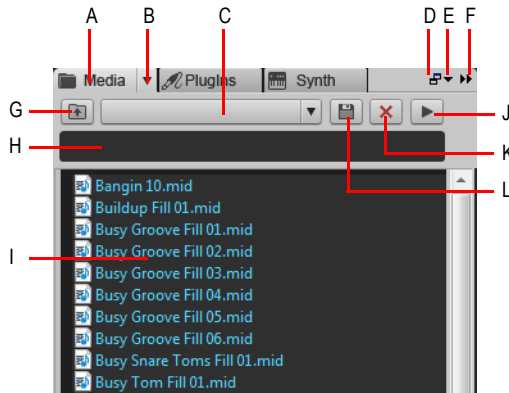 A B C D E F
Media PlugIns Synth
G
J
H
K
L
Bangin 10.mid
Buildup Fill 01.mid
Busy Groove Fill 01.mid
I Busy Groove Fill 02.mid
Busy Groove Fill 03.mid
Busy Groove Fill 04.mid
Busy Groove Fill 05.mid
Busy Groove Fill 06.mid
Busy Snare Toms Fill 01.mid
Busy Tom Fill 01.mid